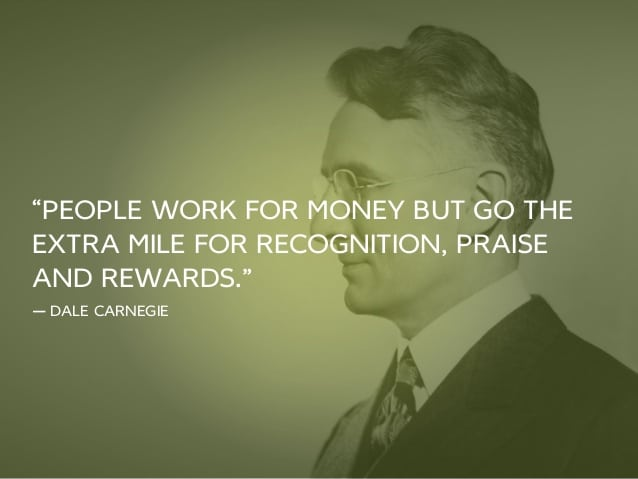 “PEOPLE WORK FOR MONEY BUT GO THE
EXTRA MILE FOR RECOGNITION, PRAISE
AND REWARDS.”
— DALE CARNEGIE